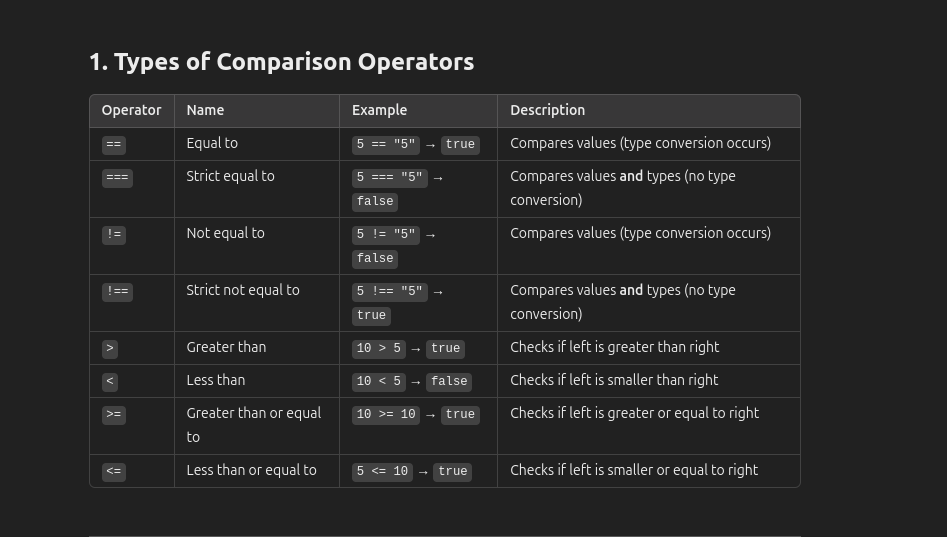 1. Types of Comparison Operators
Operator Name Example Description
== Equal to 5 == "5" → true Compares values (type conversion occurs)
=== Strict equal to 5 === "5" → Compares values and types (no type
false conversion)
!= Not equal to 5 != "5" → Compares values (type conversion occurs)
false
!== Strict not equal to 5 !== "5" → Compares values and types (no type
true conversion)
> Greater than 10 > 5 → true Checks if left is greater than right
< Less than 10 < 5 → false Checks if left is smaller than right
>= Greater than or equal 10 >= 10 → true Checks if left is greater or equal to right
to
<= Less than or equal to 5 <= 10 → true Checks if left is smaller or equal to right